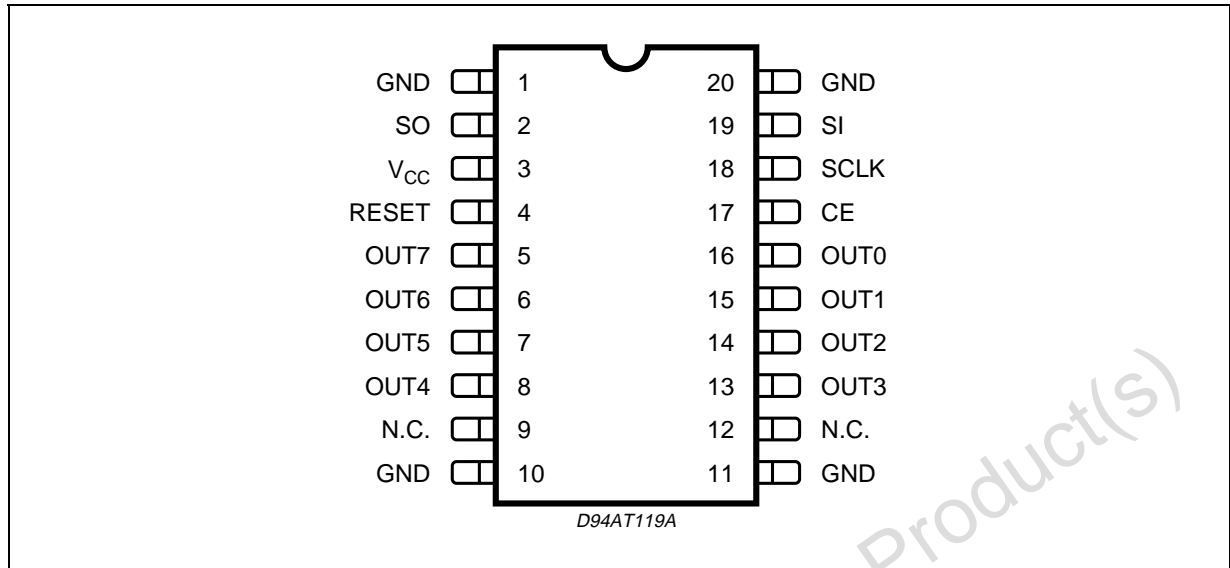 GND 1 20 GND
SO 2 19 SI
V_CC 3 18 SCLK
RESET 4 17 CE
OUT7 5 16 OUT0
OUT6 6 15 OUT1
OUT5 7 14 OUT2
OUT4 8 13 OUT3
N.C. 9 12 N.C.
GND 10 11 GND
D94AT119A
Product(s)